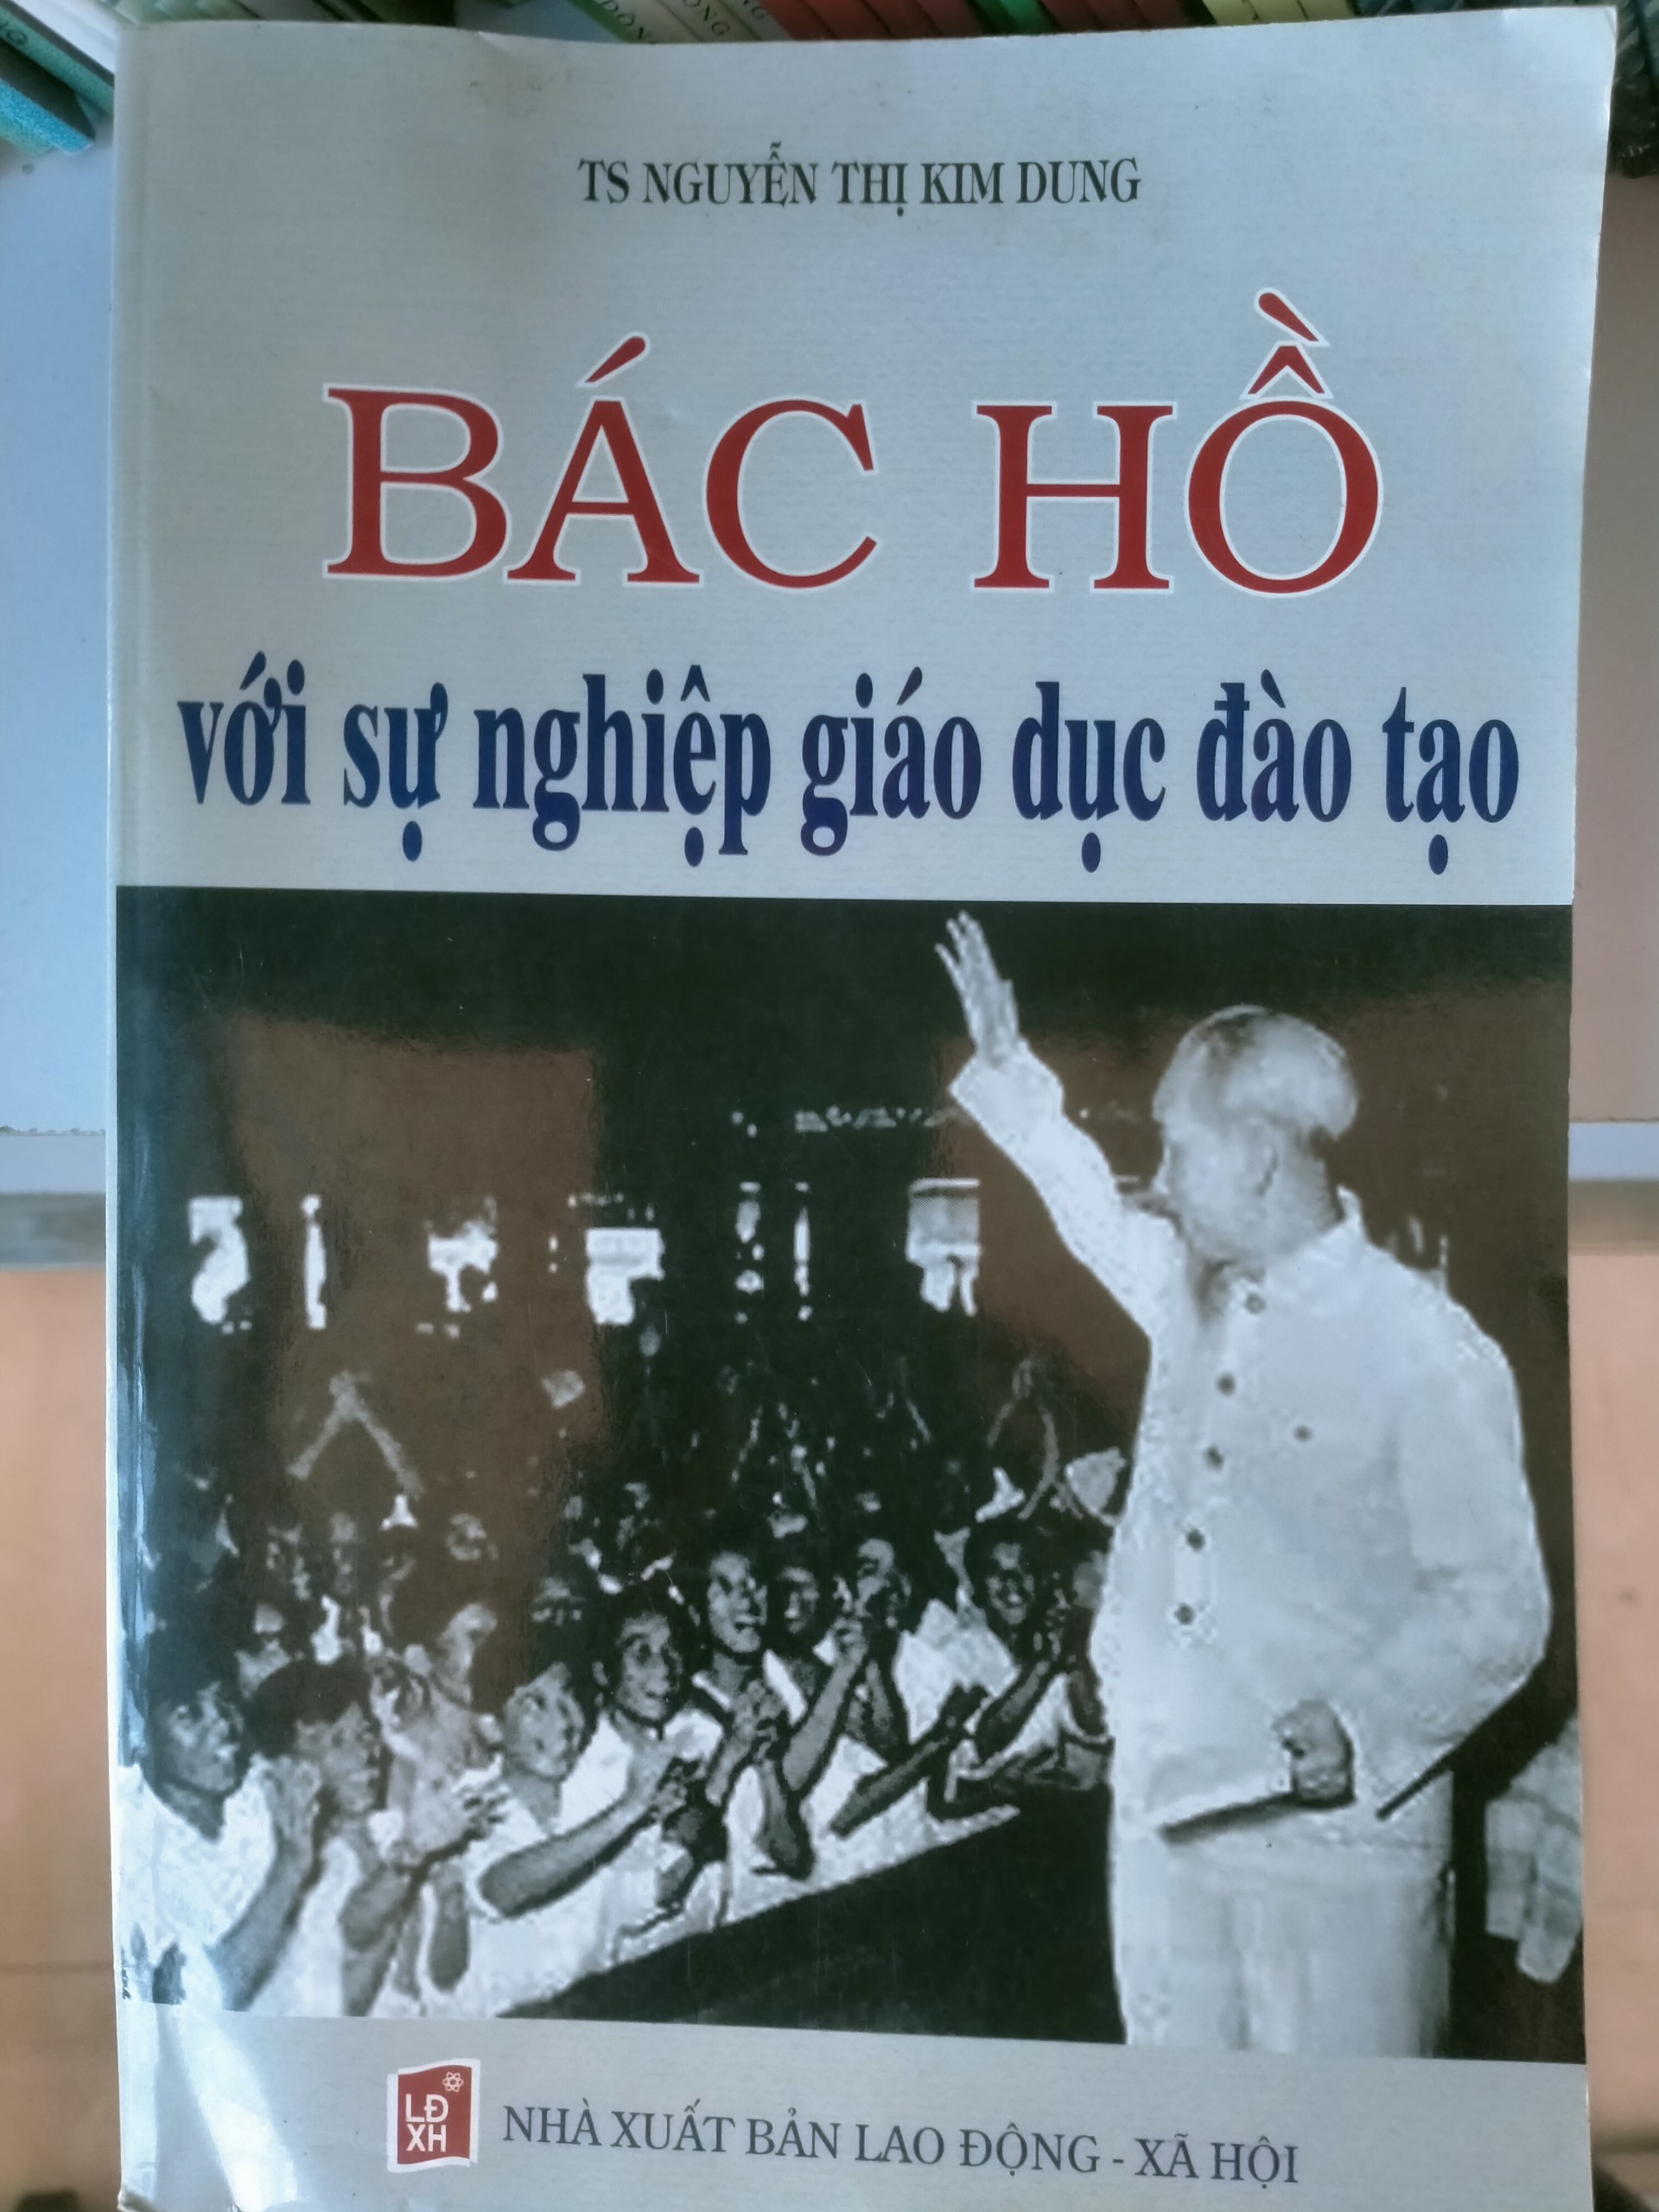 TS NGUYỄN THỊ KIM DUNG
BÁC HỒ
với sự nghiệp giáo dục đào tạo
LĐ
XH
NHÀ XUẤT BẢN LAO ĐỘNG - XÃ HỘI